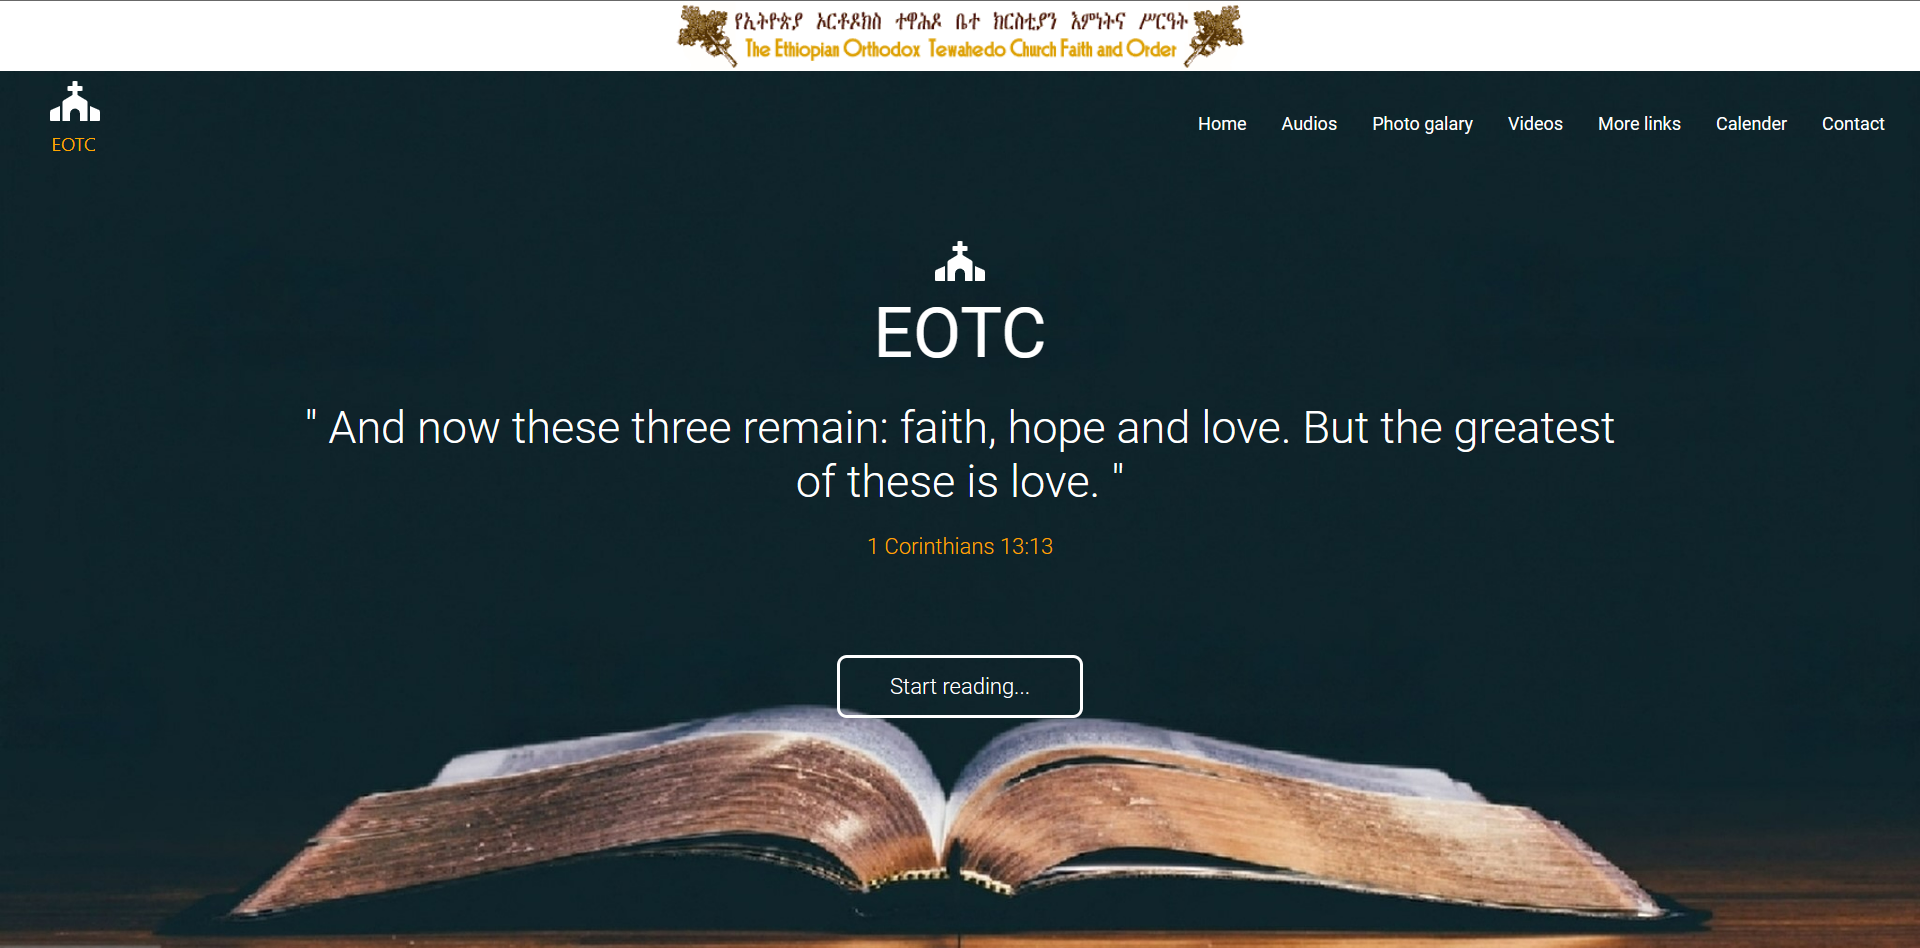 የኢትዮጵያ ኦርቶዶክስ ተዋሕዶ ቤተ ክርስቲያን እምነትና ሥርዓት
The Ethiopian Orthodox Tewahedo Church Faith and Order
EOTC
Home Audios Photo galary Videos More links Calender Contact
EOTC
" And now these three remain: faith, hope and love. But the greatest
of these is love. "
1 Corinthians 13:13
Start reading...